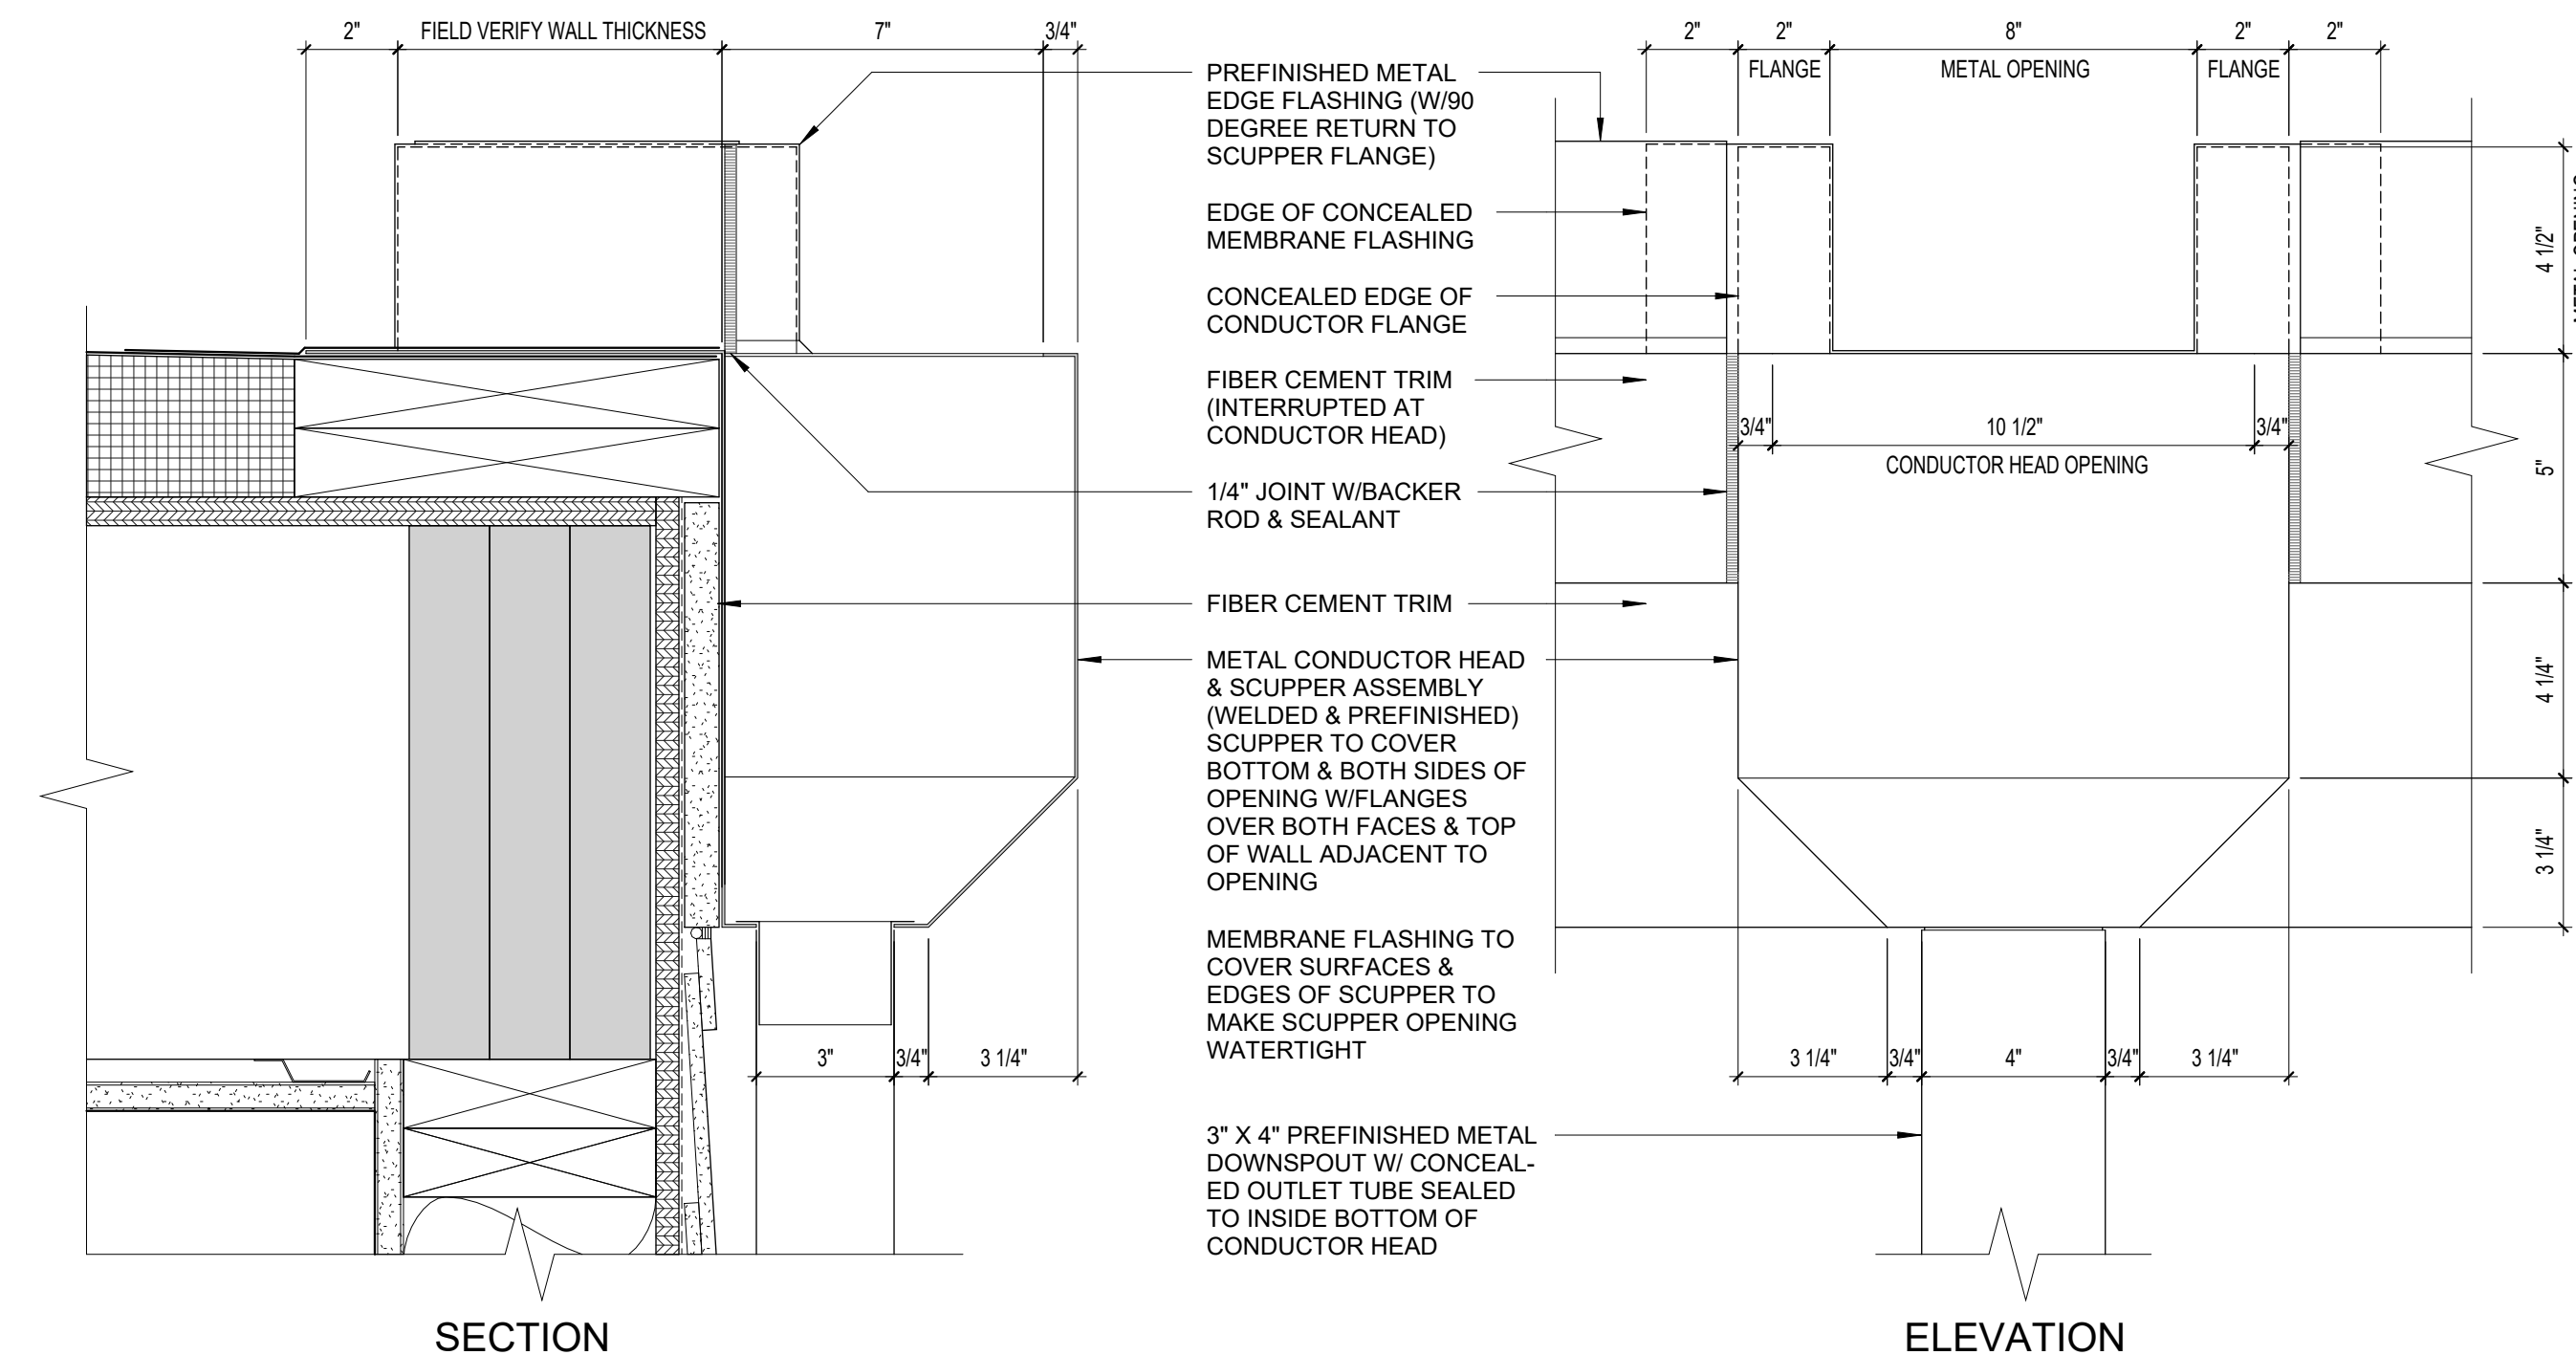 2"
FIELD VERIFY WALL THICKNESS
7"
3/4"
2"
2"
8"
2"
2"
FLANGE
METAL OPENING
FLANGE
PREFINISHED METAL
EDGE FLASHING (W/90
DEGREE RETURN TO
SCUPPER FLANGE)
EDGE OF CONCEALED
MEMBRANE FLASHING
CONCEALED EDGE OF
CONDUCTOR FLANGE
FIBER CEMENT TRIM
(INTERRUPTED AT
CONDUCTOR HEAD)
1/4" JOINT W/BACKER
ROD & SEALANT
FIBER CEMENT TRIM
METAL CONDUCTOR HEAD
& SCUPPER ASSEMBLY
(WELDED & PREFINISHED)
SCUPPER TO COVER
BOTTOM & BOTH SIDES OF
OPENING W/FLANGES
OVER BOTH FACES & TOP
OF WALL ADJACENT TO
OPENING
MEMBRANE FLASHING TO
COVER SURFACES &
EDGES OF SCUPPER TO
MAKE SCUPPER OPENING
WATERTIGHT
3" X 4" PREFINISHED METAL
DOWNSPOUT W/ CONCEAL-
ED OUTLET TUBE SEALED
TO INSIDE BOTTOM OF
CONDUCTOR HEAD
3/4"
10 1/2"
3/4"
CONDUCTOR HEAD OPENING
4 1/2"
5"
4 1/4"
3 1/4"
3"
3/4"
3 1/4"
3 1/4"
3/4"
4"
3/4"
3 1/4"
SECTION
ELEVATION